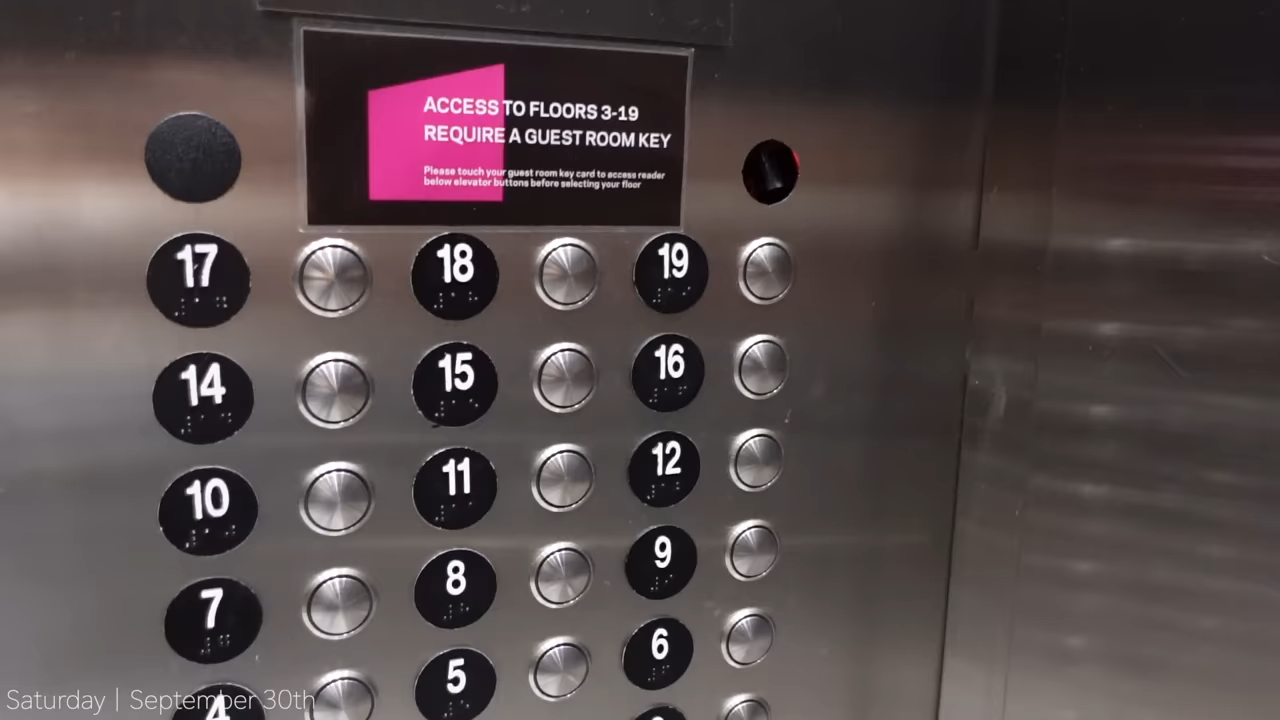 ACCESS TO FLOORS 3-19
REQUIRE A GUEST ROOM KEY
Please touch your guest room key card to access reader
below elevator buttons before selecting your floor
17 18 19
14 15 16
10 11 12
7 8 9
4 5 6
Saturday | September 30th